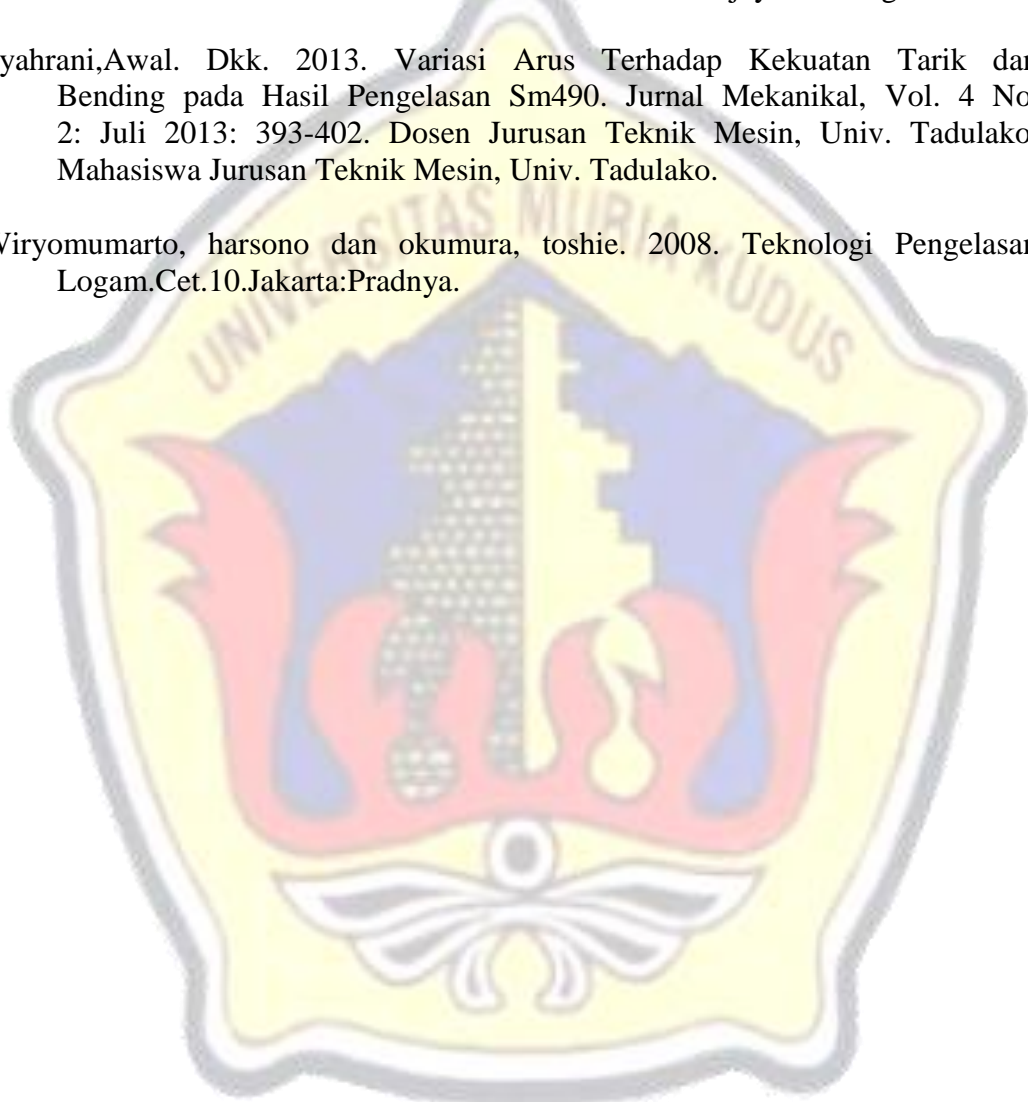 yahrani,Awal. Dkk. 2013. Variasi Arus Terhadap Kekuatan Tarik dan
Bending pada Hasil Pengelasan Sm490. Jurnal Mekanikal, Vol. 4 No
2: Juli 2013: 393-402. Dosen Jurusan Teknik Mesin, Univ. Tadulako
Mahasiswa Jurusan Teknik Mesin, Univ. Tadulako.
Wiryomumarto, harsono dan okumura, toshie. 2008. Teknologi Pengelasan
Logam.Cet.10.Jakarta:Pradnya.
UNIVERSITAS MURIA KUDUS